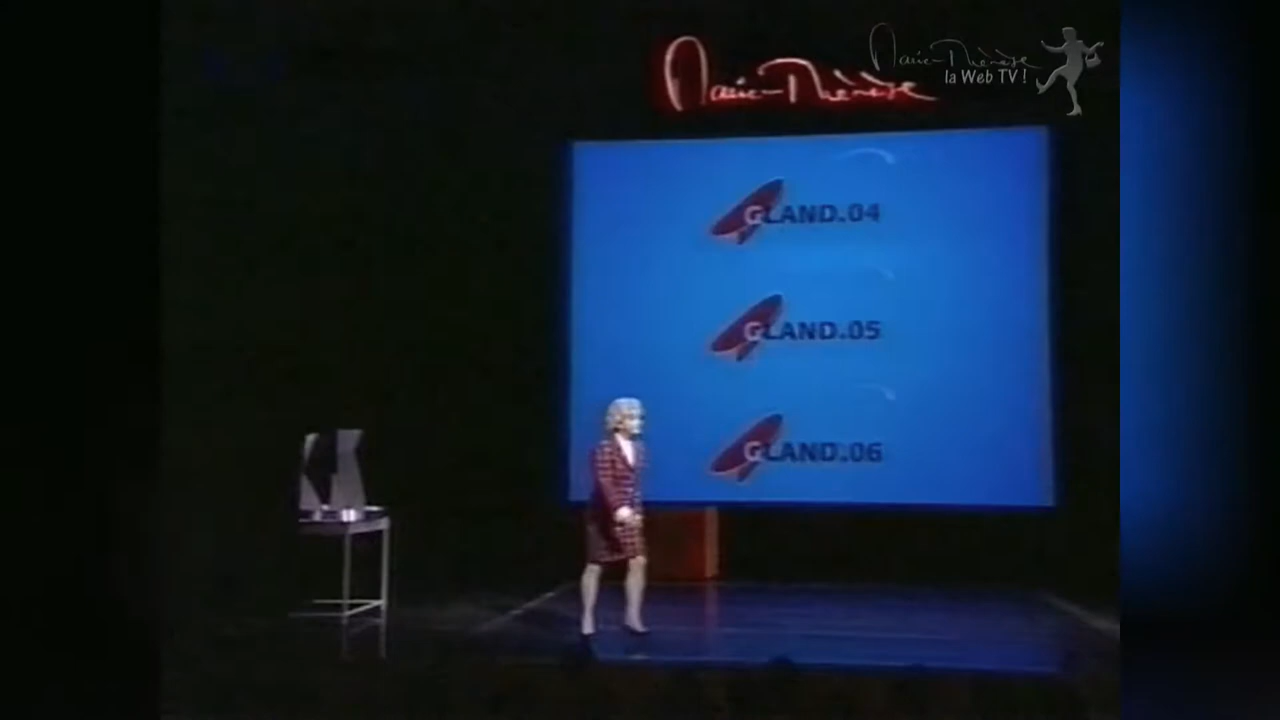 Marie-Thérèse
Marie-Thérèse
la Web TV !
GLAND.04
GLAND.05
GLAND.06